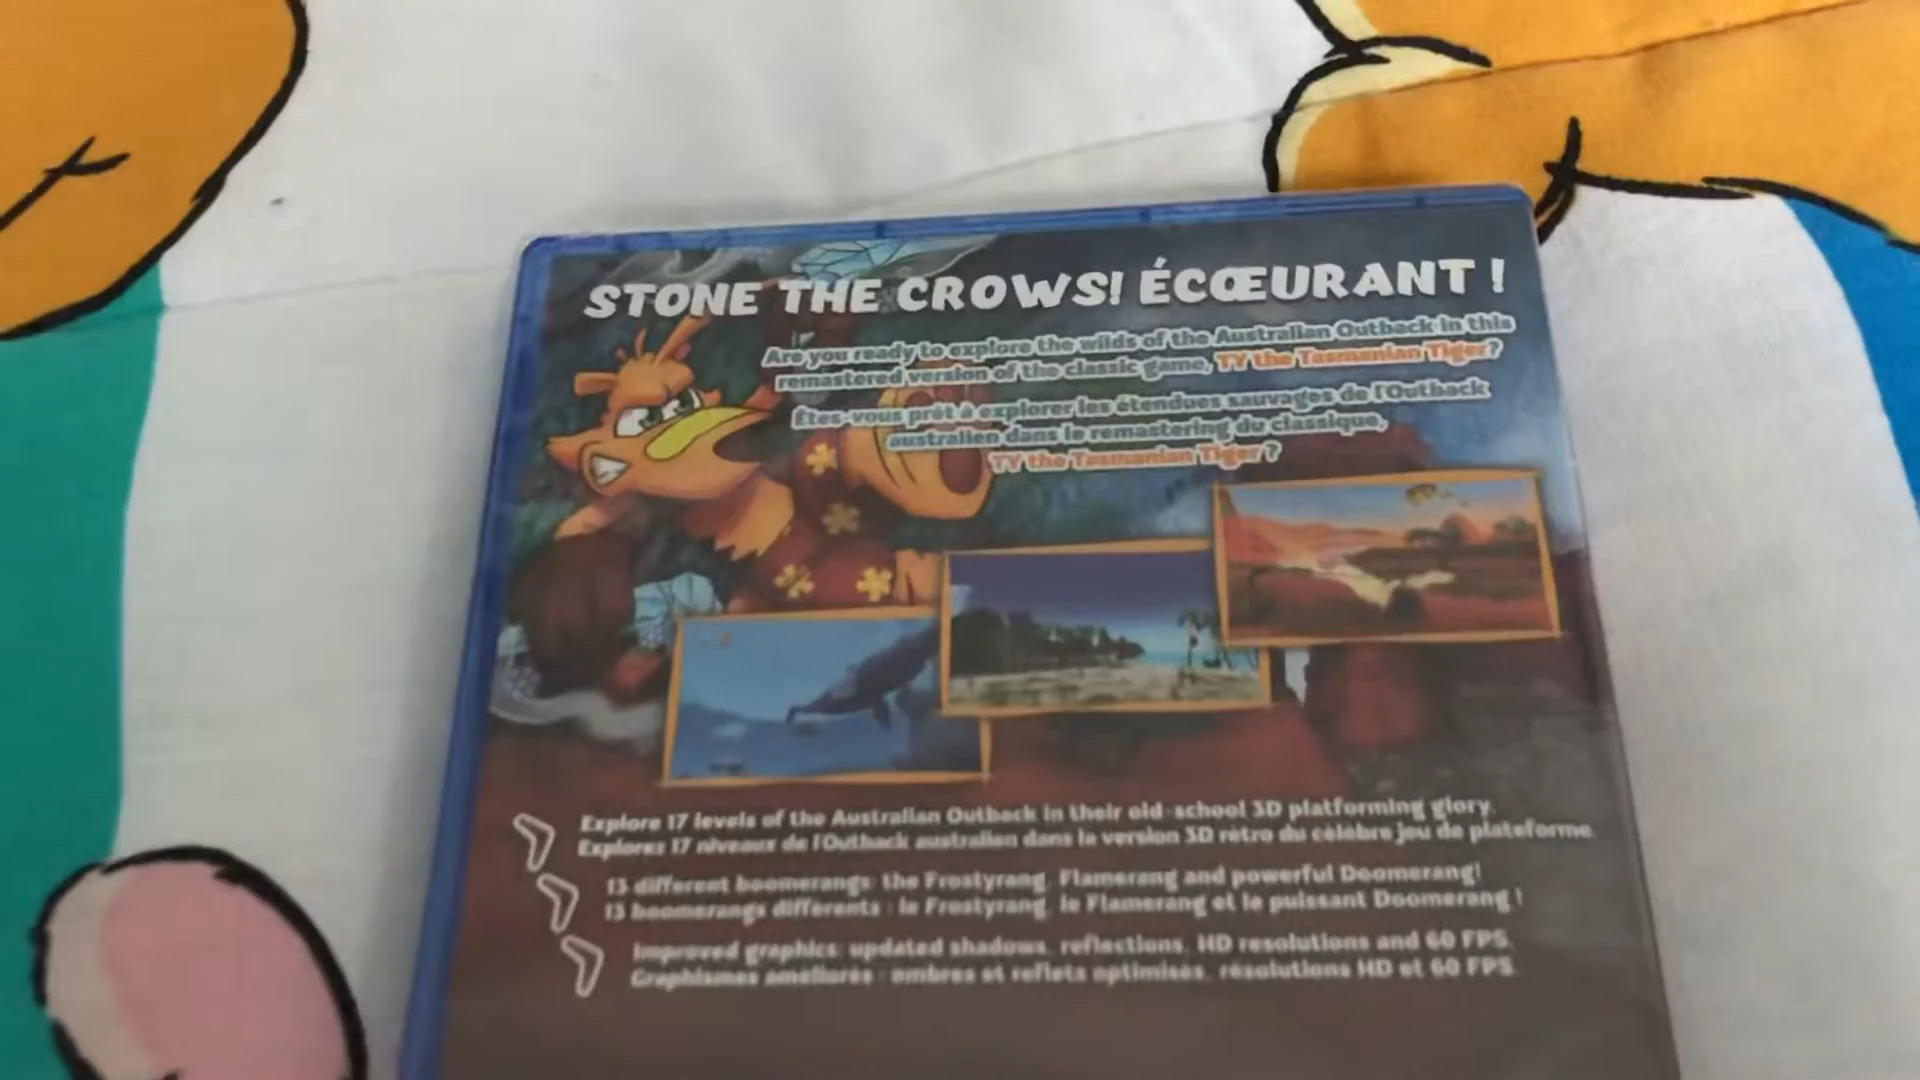 STONE THE CROWS! ÉCŒURANT !
Are you ready to explore the wilds of the Australian Outback in this
remastered version of the classic game, TY the Tasmanian Tiger?
Êtes-vous prêt à explorer les étendues sauvages de l'Outback
australien dans le remastering du classique,
TY the Tasmanian Tiger ?
Explore 17 levels of the Australian Outback in their old-school 3D platforming glory.
Explorez 17 niveaux de l'Outback australien dans la version 3D rétro du célèbre jeu de plateforme.
13 different boomerangs: the Frostyrang, Flamerang and powerful Doomerang!
13 boomerangs différents : le Frostyrang, le Flamerang et le puissant Doomerang !
Improved graphics: updated shadows, reflections, HD resolutions and 60 FPS.
Graphismes améliorés : ombres et reflets optimisés, résolutions HD et 60 FPS.